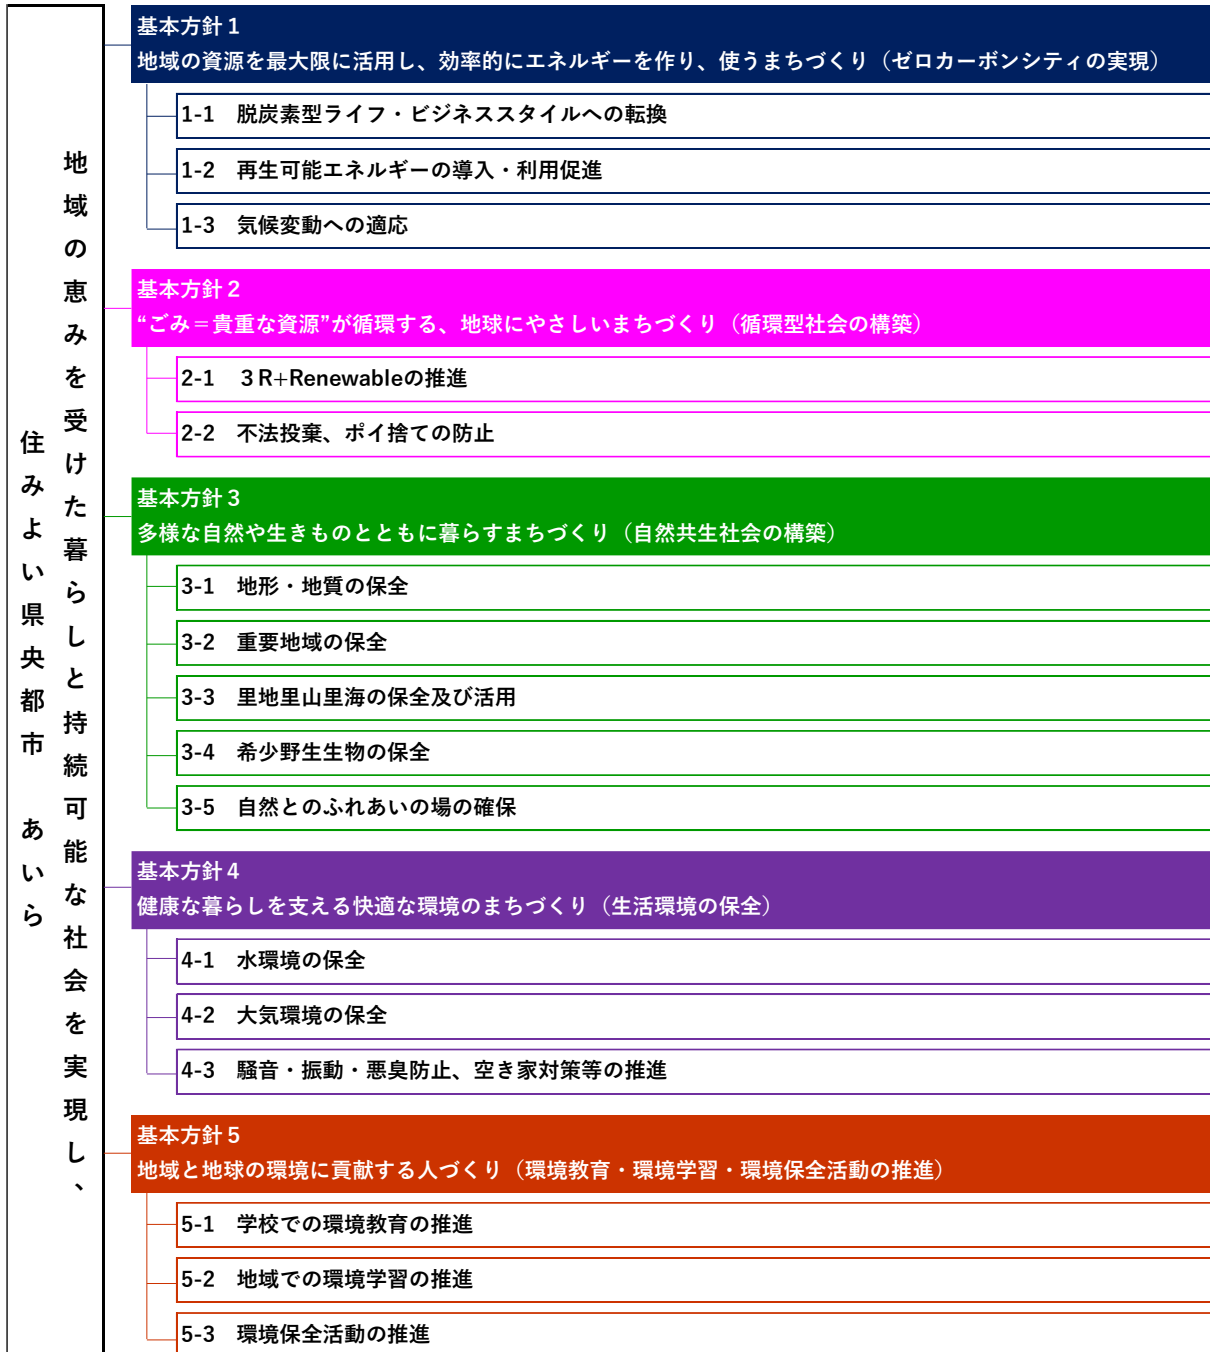 地域の恵みを受けた暮らしと持続可能な社会を実現し、
住みよい県央都市　あいら
基本方針１
地域の資源を最大限に活用し、効率的にエネルギーを作り、使うまちづくり（ゼロカーボンシティの実現）
1-1　脱炭素型ライフ・ビジネススタイルへの転換
1-2　再生可能エネルギーの導入・利用促進
1-3　気候変動への適応
基本方針２
“ごみ＝貴重な資源”が循環する、地球にやさしいまちづくり（循環型社会の構築）
2-1　３R+Renewableの推進
2-2　不法投棄、ポイ捨ての防止
基本方針３
多様な自然や生きものとともに暮らすまちづくり（自然共生社会の構築）
3-1　地形・地質の保全
3-2　重要地域の保全
3-3　里地里山里海の保全及び活用
3-4　希少野生生物の保全
3-5　自然とのふれあいの場の確保
基本方針４
健康な暮らしを支える快適な環境のまちづくり（生活環境の保全）
4-1　水環境の保全
4-2　大気環境の保全
4-3　騒音・振動・悪臭防止、空き家対策等の推進
基本方針５
地域と地球の環境に貢献する人づくり（環境教育・環境学習・環境保全活動の推進）
5-1　学校での環境教育の推進
5-2　地域での環境学習の推進
5-3　環境保全活動の推進